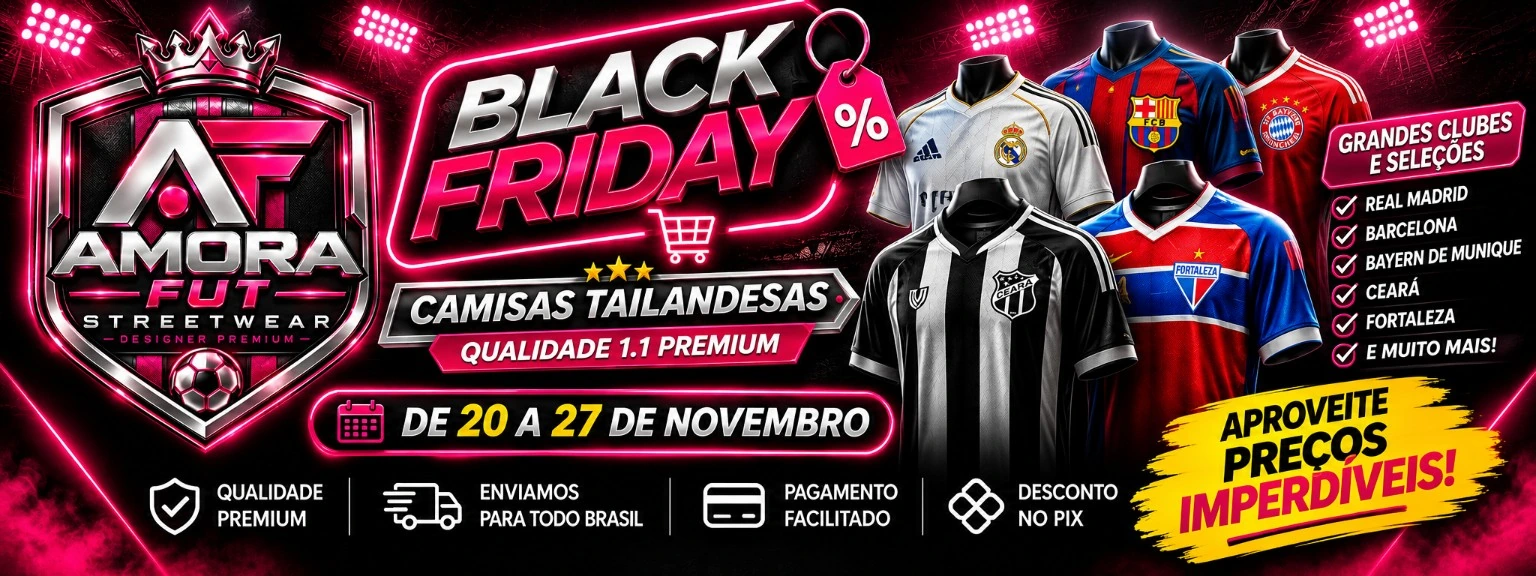 AF
AMORA
FUT
STREETWEAR
DESIGNER PREMIUM
BLACK
FRIDAY
%
CAMISAS TAILANDESAS
QUALIDADE 1.1 PREMIUM
DE 20 A 27 DE NOVEMBRO
adidas
FCB
CEARÁ
FORTALEZA
GRANDES CLUBES
E SELEÇÕES
REAL MADRID
BARCELONA
BAYERN DE MUNIQUE
CEARÁ
FORTALEZA
E MUITO MAIS!
APROVEITE
PREÇOS
IMPERDÍVEIS!
QUALIDADE
PREMIUM
ENVIAMOS
PARA TODO BRASIL
PAGAMENTO
FACILITADO
DESCONTO
NO PIX